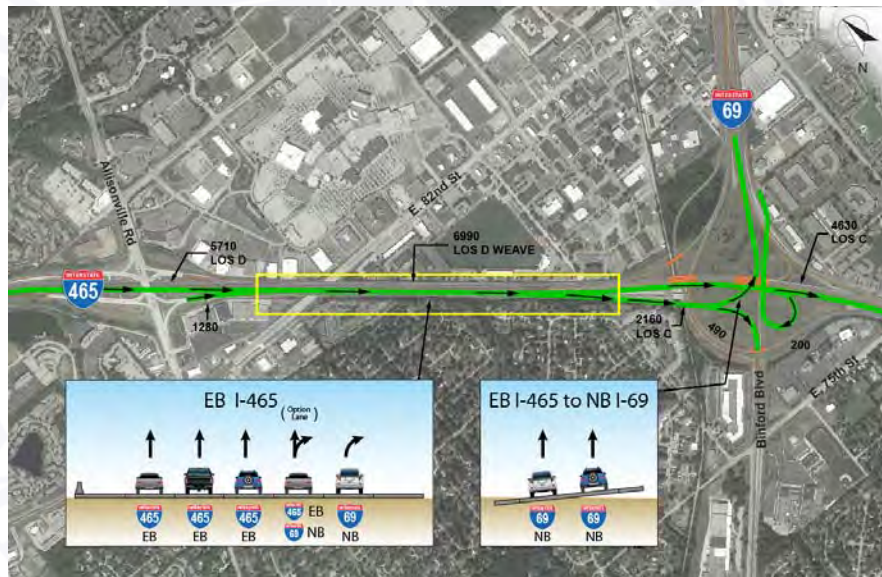 N
INTERSTATE
69
Allisonville Rd
E. 82nd St
5710
LOS D
6990
LOS D WEAVE
4630
LOS C
INTERSTATE
465
1280
2160
LOS C
490
200
E. 75th St
Binford Blvd
EB I-465
(Option
Lane)
465 465 465 465 EB 69
69 NB
EB EB EB NB
EB I-465 to NB I-69
69 69
NB NB